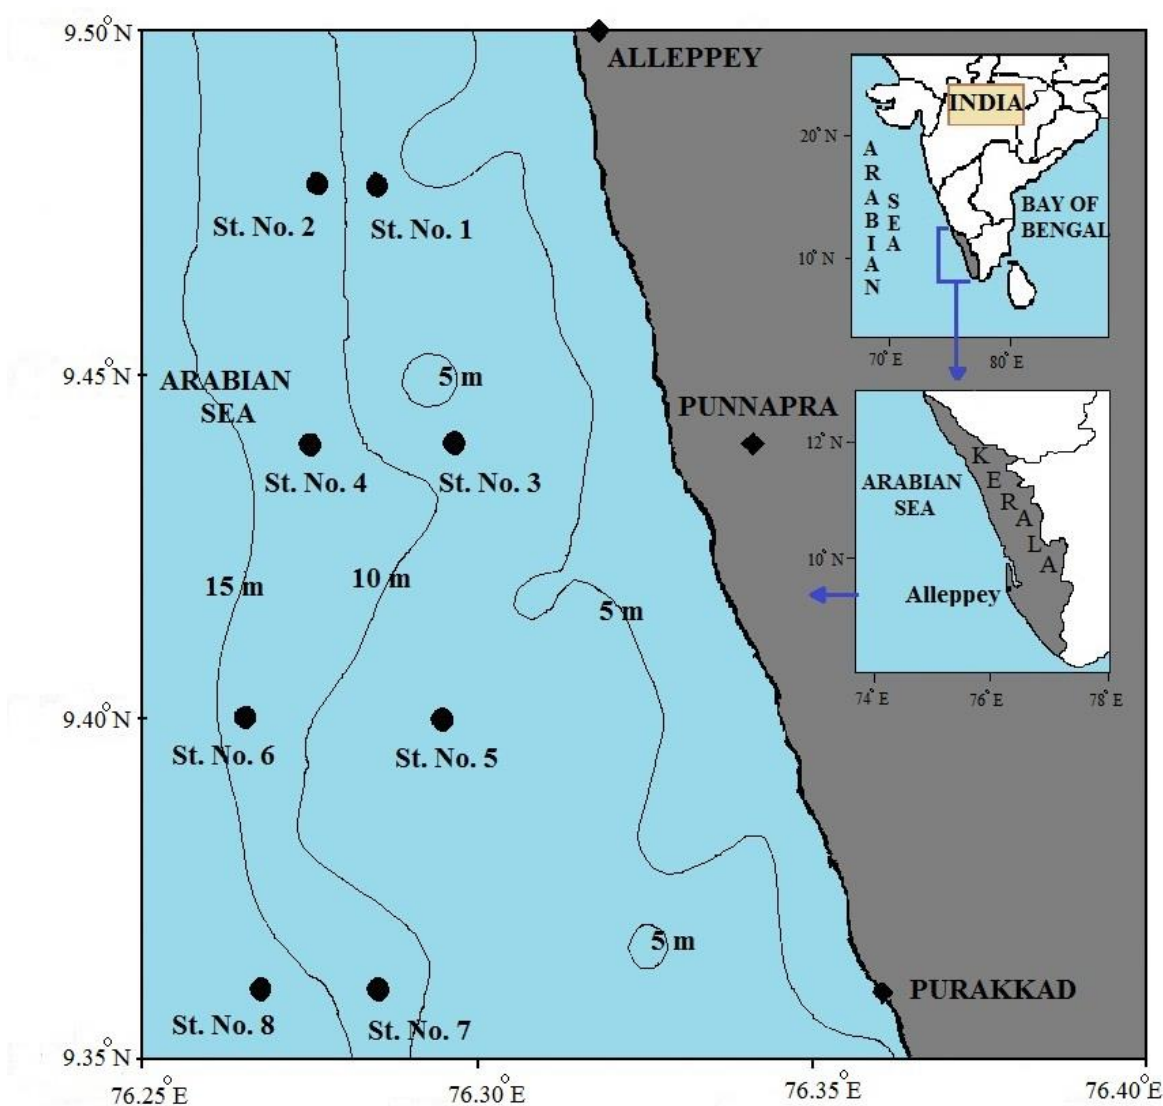 9.50°N
ALLEPPEY
St. No. 2
St. No. 1
9.45°N
ARABIAN
SEA
5 m
PUNNAPRA
St. No. 4
St. No. 3
15 m
10 m
5 m
9.40°N
St. No. 6
St. No. 5
5 m
PURAKKAD
St. No. 8
St. No. 7
9.35°N
76.25°E
76.30°E
76.35°E
76.40°E
INDIA
20°N
ARABIAN
SEA
BAY OF
BENGAL
10°N
70°E
80°E
12°N
KERALA
ARABIAN
SEA
10°N
Alleppey
74°E
76°E
78°E